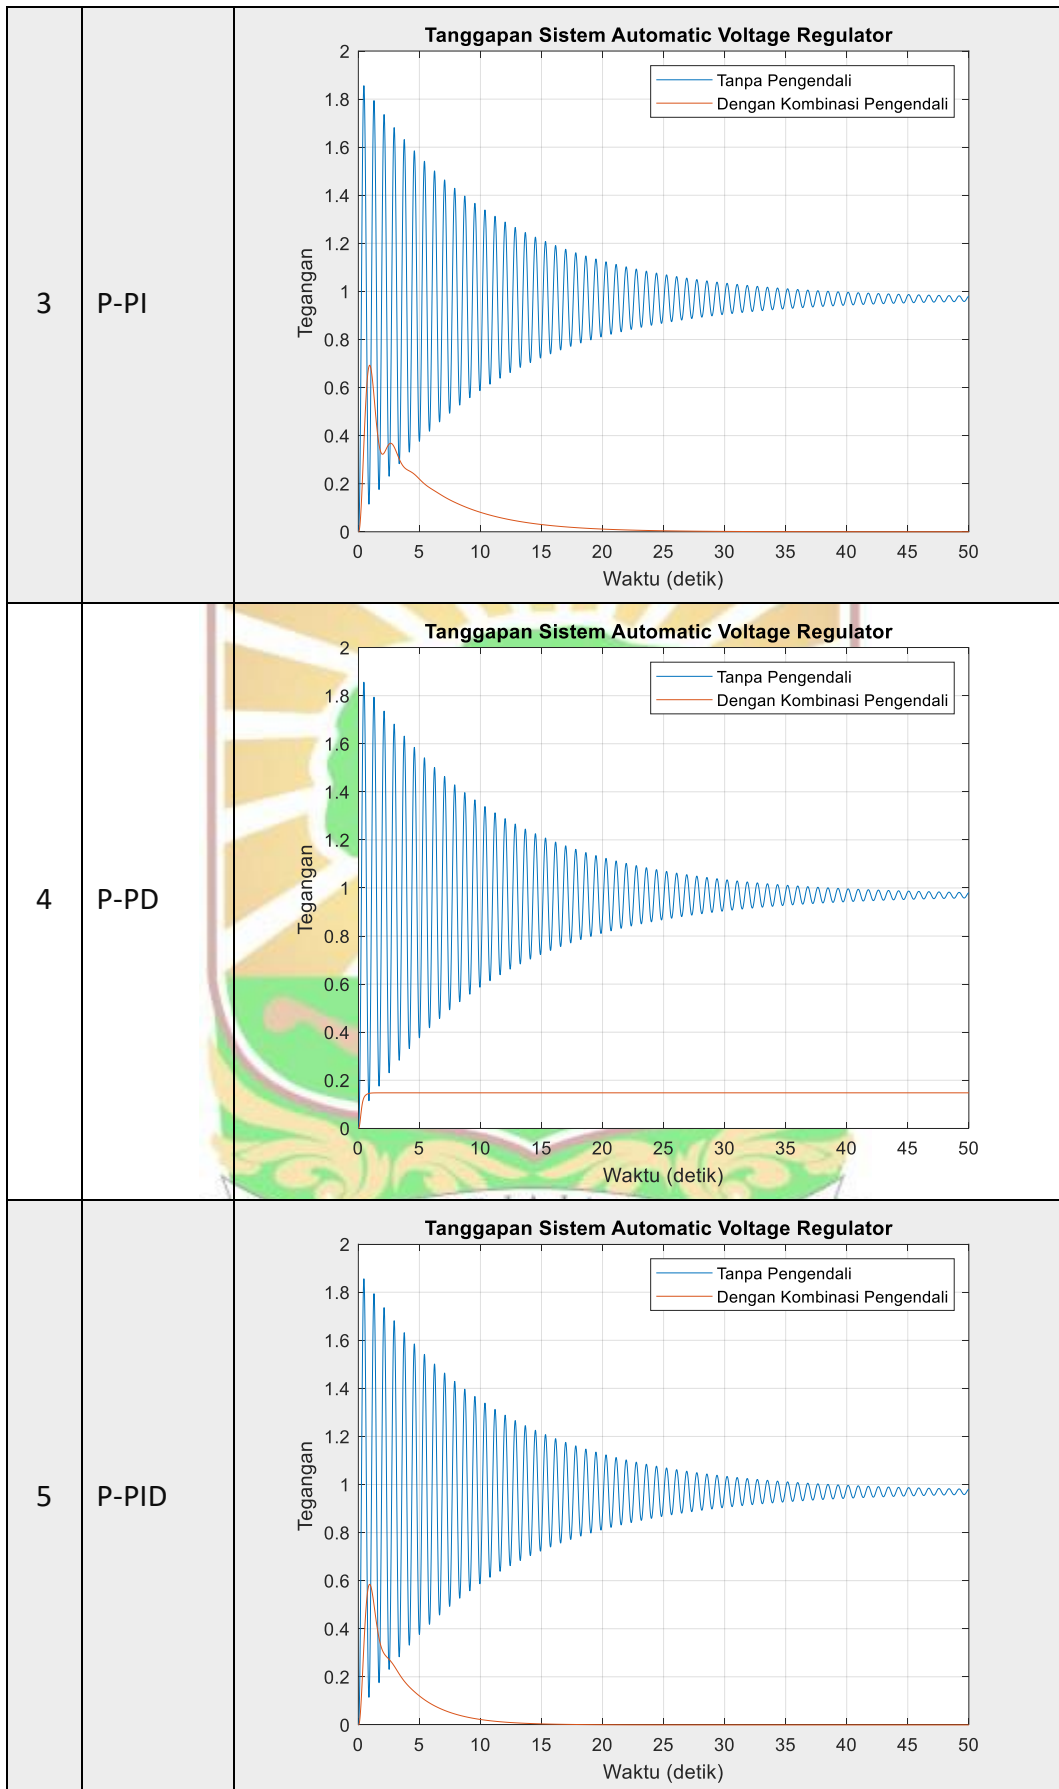 3
P-PI
Tanggapan Sistem Automatic Voltage Regulator
Tanpa Pengendali
Dengan Kombinasi Pengendali
2
1.8
1.6
1.4
1.2
1
0.8
0.6
0.4
0.2
0
Tegangan
0 5 10 15 20 25 30 35 40 45 50
Waktu (detik)
4
P-PD
Tanggapan Sistem Automatic Voltage Regulator
Tanpa Pengendali
Dengan Kombinasi Pengendali
2
1.8
1.6
1.4
1.2
1
0.8
0.6
0.4
0.2
0
Tegangan
0 5 10 15 20 25 30 35 40 45 50
Waktu (detik)
5
P-PID
Tanggapan Sistem Automatic Voltage Regulator
Tanpa Pengendali
Dengan Kombinasi Pengendali
2
1.8
1.6
1.4
1.2
1
0.8
0.6
0.4
0.2
0
Tegangan
0 5 10 15 20 25 30 35 40 45 50
Waktu (detik)